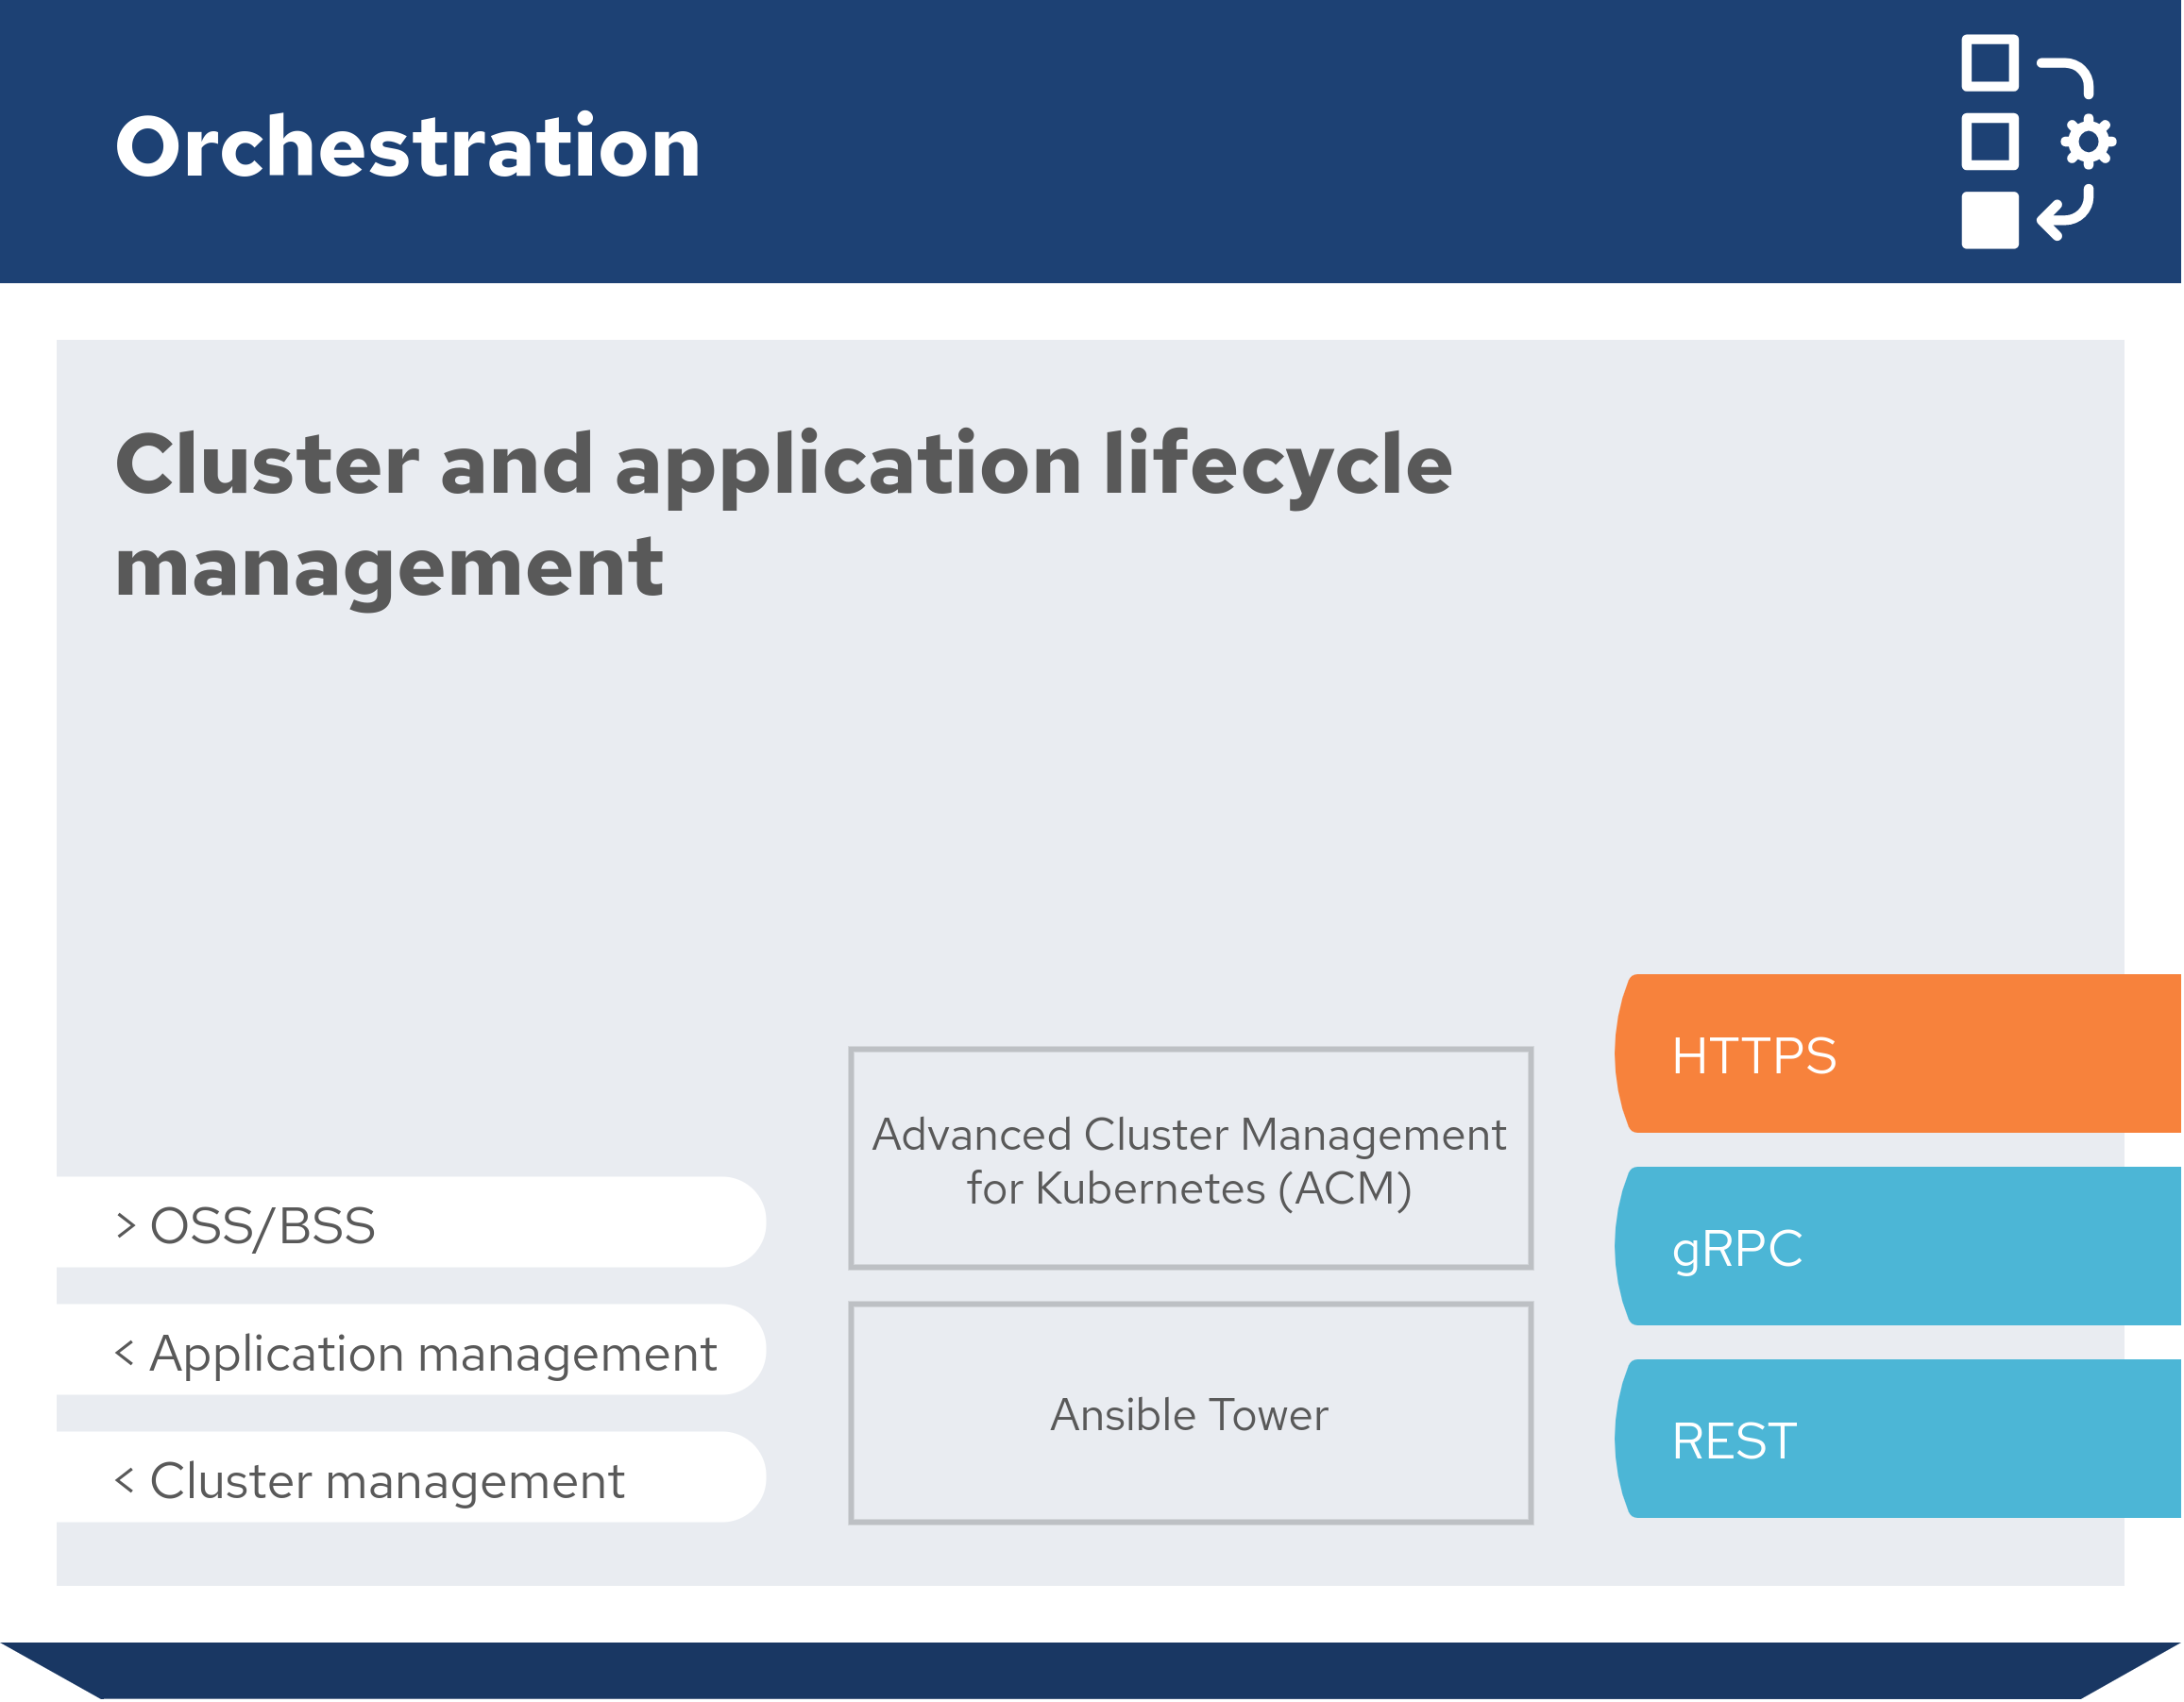 Orchestration
Cluster and application lifecycle
management
> OSS/BSS
< Application management
< Cluster management
Advanced Cluster Management
for Kubernetes (ACM)
Ansible Tower
HTTPS
gRPC
REST